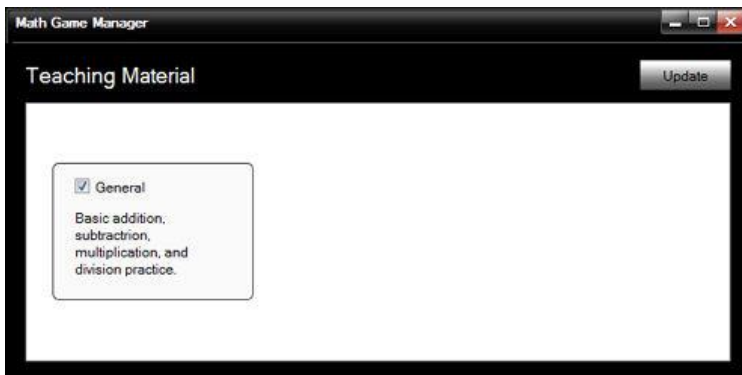 Math Game Manager
Teaching Material
Update
General
Basic addition,
subtractrion,
multiplication, and
division practice.